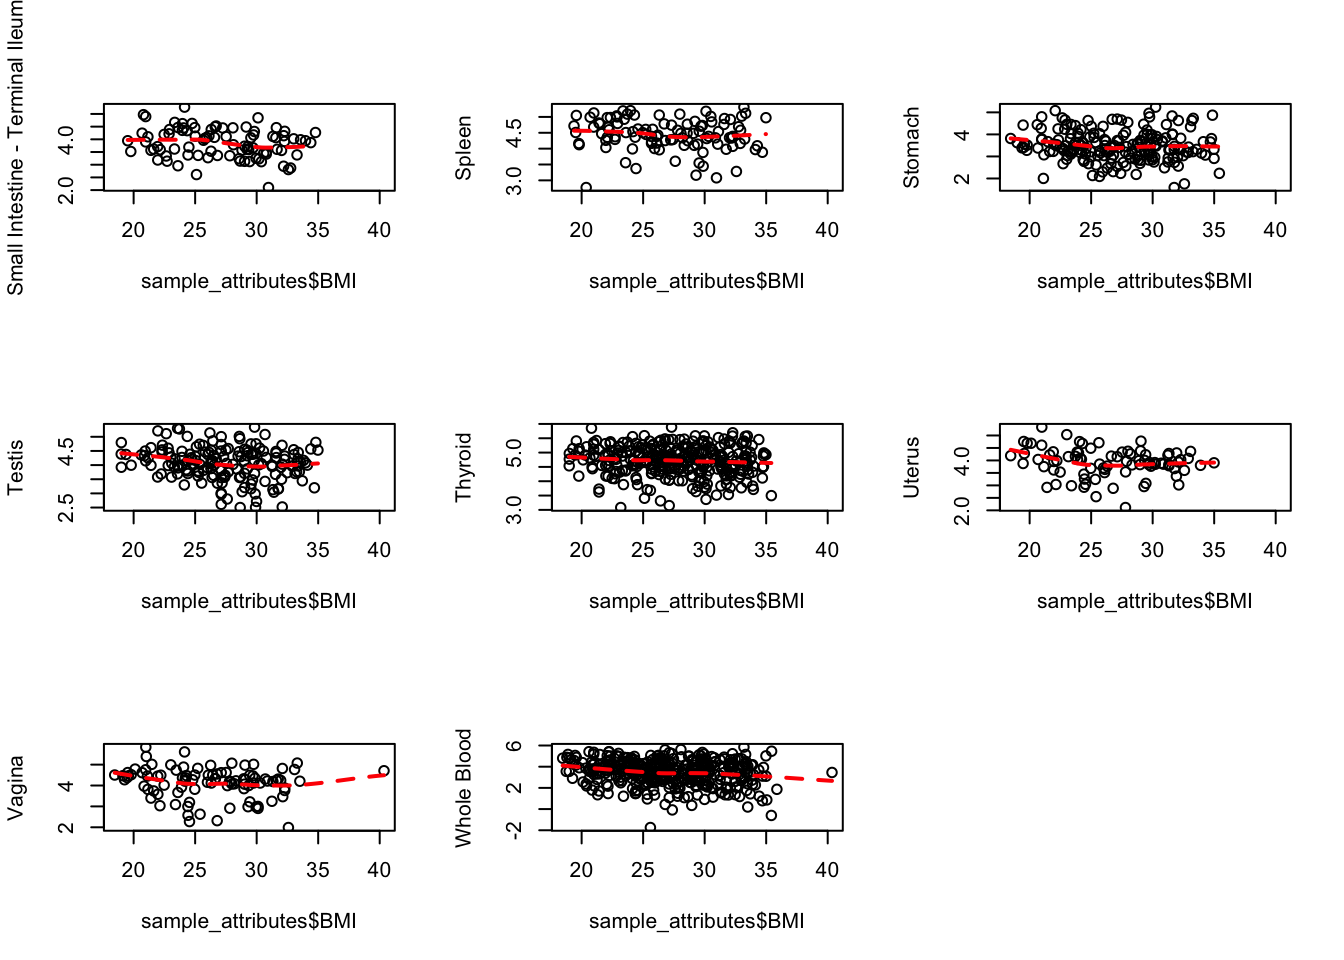 Small Intestine - Terminal Ileum
2.0 4.0
20 25 30 35 40
sample_attributes$BMI
Spleen
3.0 4.5
20 25 30 35 40
sample_attributes$BMI
Stomach
2 4
20 25 30 35 40
sample_attributes$BMI
Testis
2.5 4.5
20 25 30 35 40
sample_attributes$BMI
Thyroid
3.0 5.0
20 25 30 35 40
sample_attributes$BMI
Uterus
2.0 4.0
20 25 30 35 40
sample_attributes$BMI
Vagina
2 4
20 25 30 35 40
sample_attributes$BMI
Whole Blood
-2 2 6
20 25 30 35 40
sample_attributes$BMI